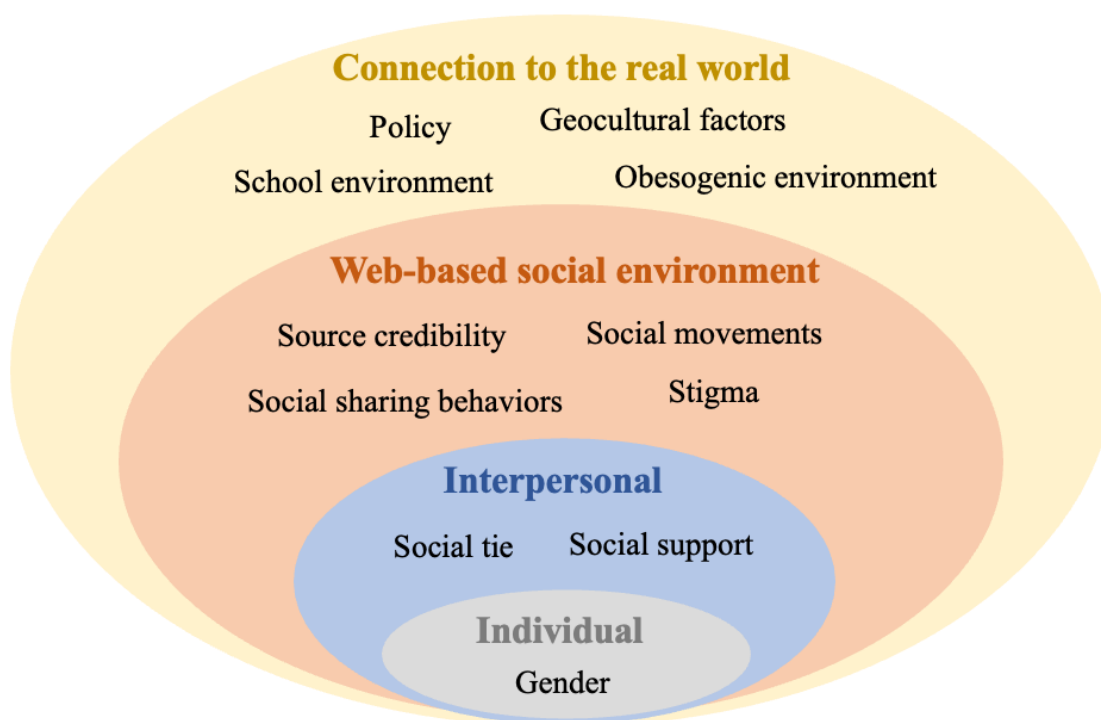 Connection to the real world
Policy
Geocultural factors
School environment
Obesogenic environment
Web-based social environment
Source credibility
Social movements
Social sharing behaviors
Stigma
Interpersonal
Social tie
Social support
Individual
Gender